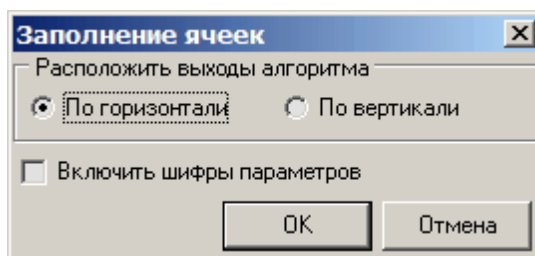 Заполнение ячеек
Расположить выходы алгоритма
По горизонтали По вертикали
Включить шифры параметров
OK Отмена